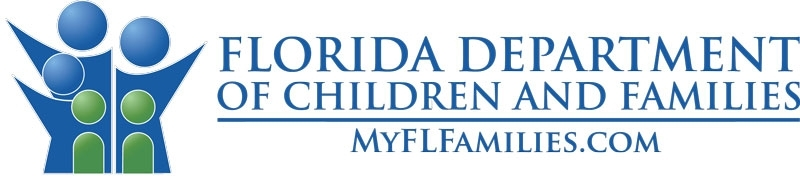 FLORIDA DEPARTMENT
OF CHILDREN AND FAMILIES
MYFLFAMILIES.COM